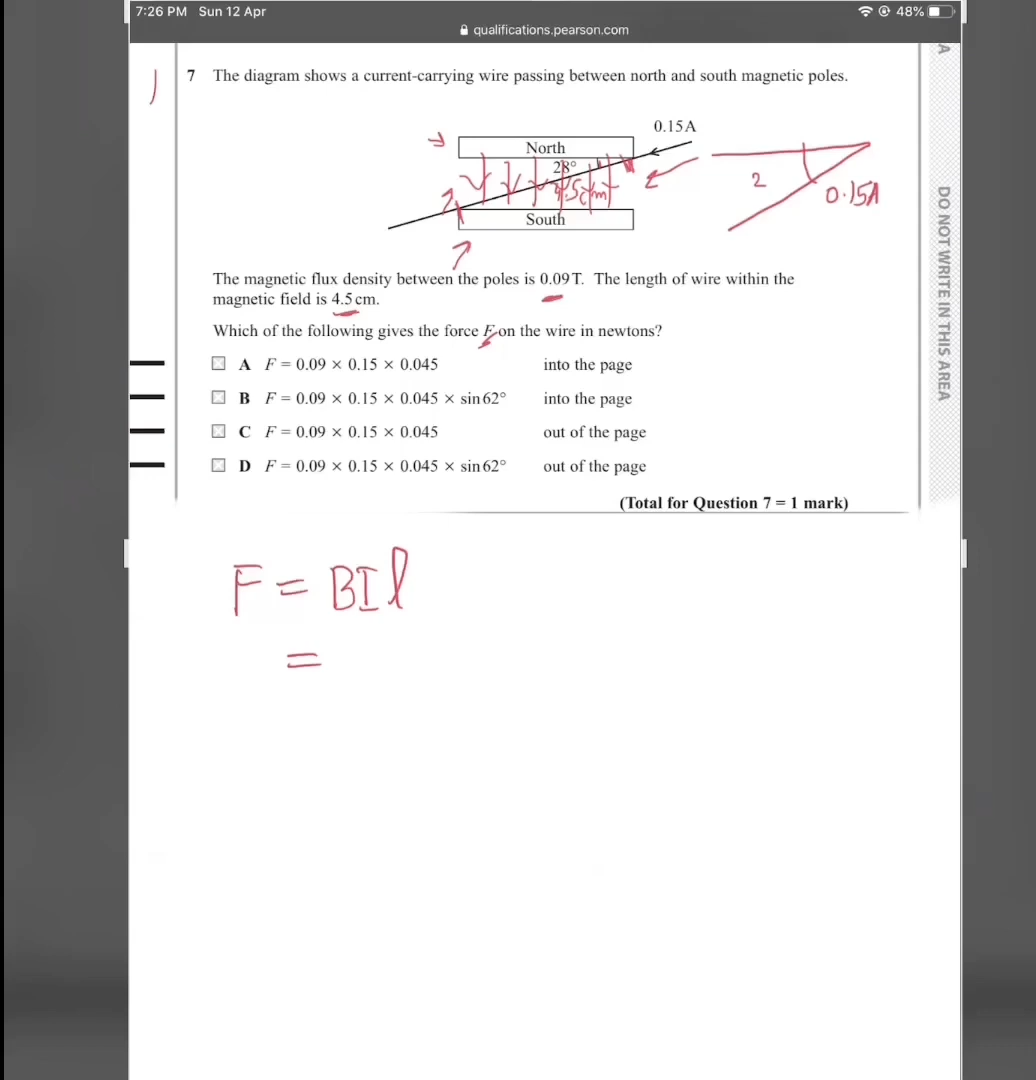 7:26 PM Sun 12 Apr
48%
qualifications.pearson.com
A
7 The diagram shows a current-carrying wire passing between north and south magnetic poles.
0.15 A
North
28°
4.5cm
South
2
0.15A
The magnetic flux density between the poles is 0.09 T. The length of wire within the
magnetic field is 4.5 cm.
Which of the following gives the force F on the wire in newtons?
A F = 0.09 × 0.15 × 0.045 into the page
B F = 0.09 × 0.15 × 0.045 × sin 62° into the page
C F = 0.09 × 0.15 × 0.045 out of the page
D F = 0.09 × 0.15 × 0.045 × sin 62° out of the page
(Total for Question 7 = 1 mark)
DO NOT WRITE IN THIS AREA
F = BIl
=